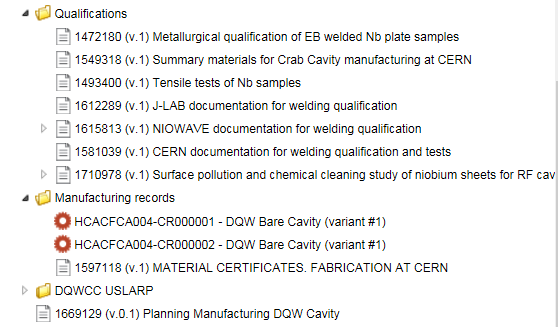 Qualifications
1472180 (v.1) Metallurgical qualification of EB welded Nb plate samples
1549318 (v.1) Summary materials for Crab Cavity manufacturing at CERN
1493400 (v.1) Tensile tests of Nb samples
1612289 (v.1) J-LAB documentation for welding qualification
1615813 (v.1) NIOWAVE documentation for welding qualification
1581039 (v.1) CERN documentation for welding qualification and tests
1710978 (v.1) Surface pollution and chemical cleaning study of niobium sheets for RF cav
Manufacturing records
HCACFCA004-CR000001 - DQW Bare Cavity (variant #1)
HCACFCA004-CR000002 - DQW Bare Cavity (variant #1)
1597118 (v.1) MATERIAL CERTIFICATES. FABRICATION AT CERN
DQWCC USLARP
1669129 (v.0.1) Planning Manufacturing DQW Cavity